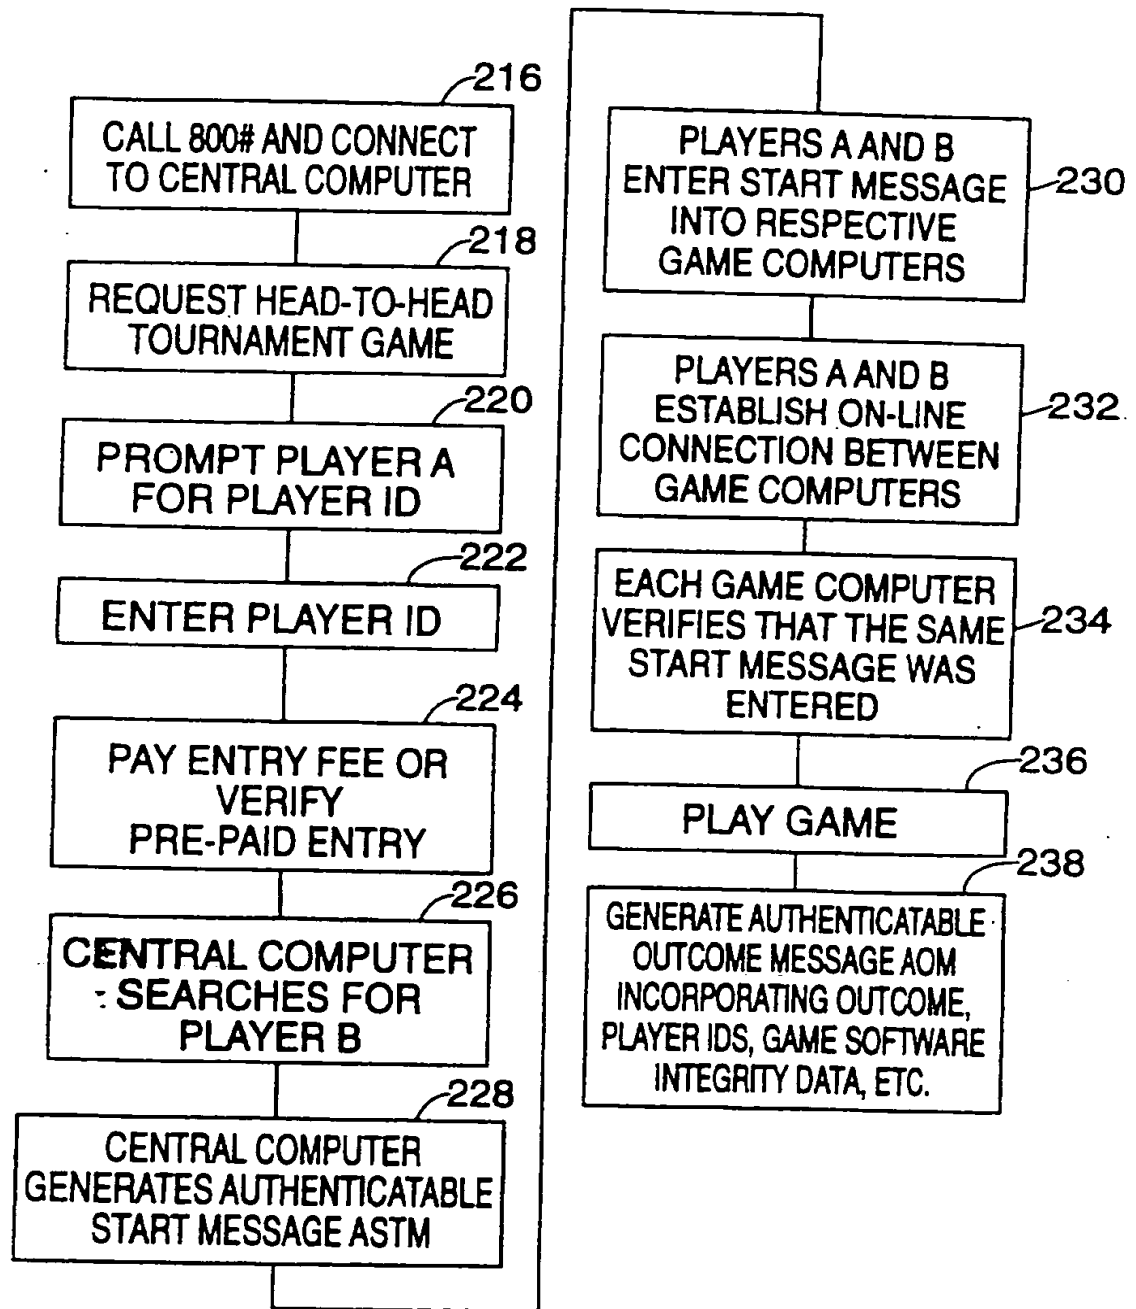 216
CALL 800# AND CONNECT
TO CENTRAL COMPUTER
218
REQUEST HEAD-TO-HEAD
TOURNAMENT GAME
220
PROMPT PLAYER A
FOR PLAYER ID
222
ENTER PLAYER ID
224
PAY ENTRY FEE OR
VERIFY
PRE-PAID ENTRY
226
CENTRAL COMPUTER
SEARCHES FOR
PLAYER B
228
CENTRAL COMPUTER
GENERATES AUTHENTICATABLE
START MESSAGE ASTM
PLAYERS A AND B
ENTER START MESSAGE
INTO RESPECTIVE
GAME COMPUTERS
230
PLAYERS A AND B
ESTABLISH ON-LINE
CONNECTION BETWEEN
GAME COMPUTERS
232
EACH GAME COMPUTER
VERIFIES THAT THE SAME
START MESSAGE WAS
ENTERED
234
236
PLAY GAME
238
GENERATE AUTHENTICATABLE
OUTCOME MESSAGE AOM
INCORPORATING OUTCOME,
PLAYER IDS, GAME SOFTWARE
INTEGRITY DATA, ETC.